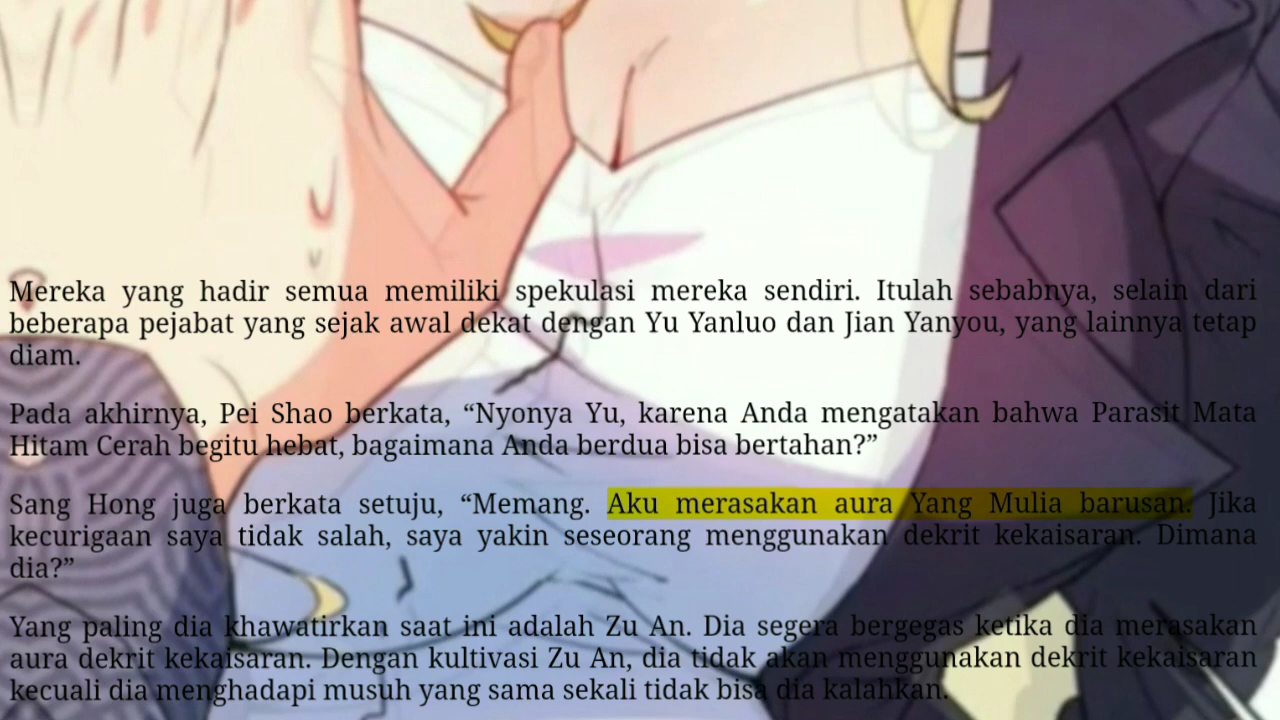 Mereka yang hadir semua memiliki spekulasi mereka sendiri. Itulah sebabnya, selain dari
beberapa pejabat yang sejak awal dekat dengan Yu Yanluo dan Jian Yanyou, yang lainnya tetap
diam.
Pada akhirnya, Pei Shao berkata, “Nyonya Yu, karena Anda mengatakan bahwa Parasit Mata
Hitam Cerah begitu hebat, bagaimana Anda berdua bisa bertahan?”
Sang Hong juga berkata setuju, “Memang. Aku merasakan aura Yang Mulia barusan. Jika
kecurigaan saya tidak salah, saya yakin seseorang menggunakan dekrit kekaisaran. Dimana
dia?”
Yang paling dia khawatirkan saat ini adalah Zu An. Dia segera bergegas ketika dia merasakan
aura dekrit kekaisaran. Dengan kultivasi Zu An, dia tidak akan menggunakan dekrit kekaisaran
kecuali dia menghadapi musuh yang sama sekali tidak bisa dia kalahkan.